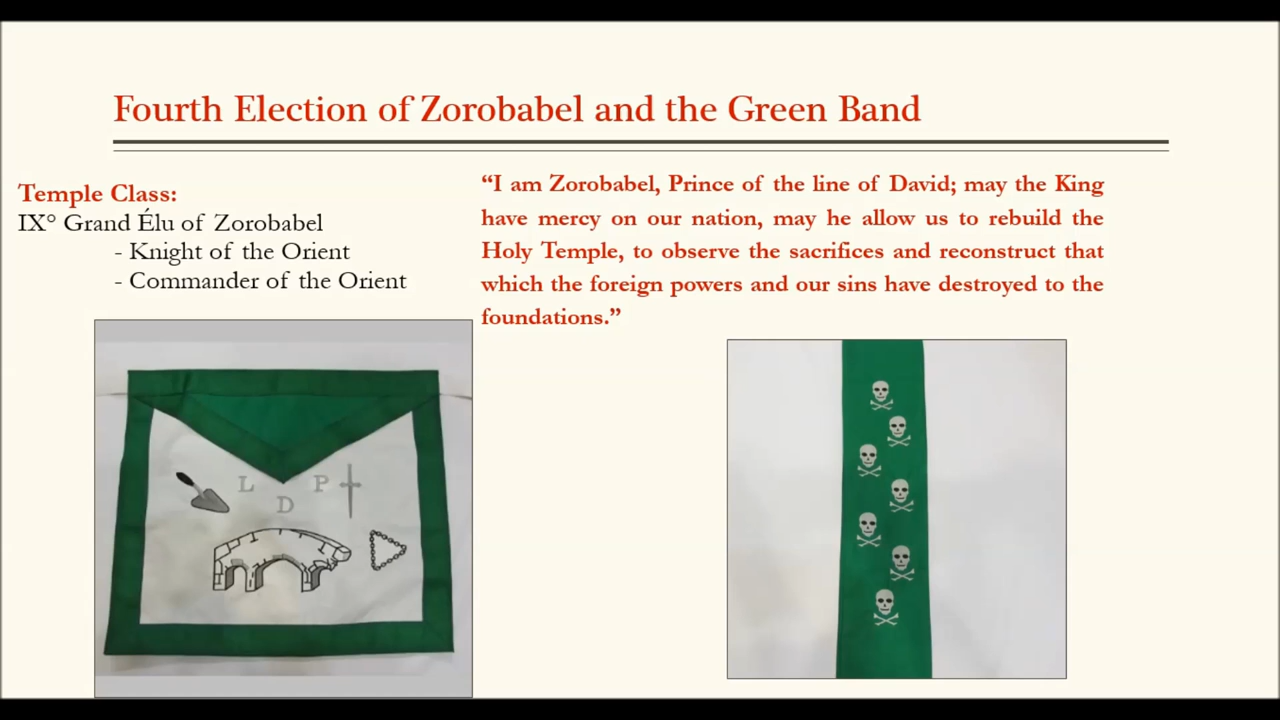 Fourth Election of Zorobabel and the Green Band
Temple Class:
IX° Grand Élu of Zorobabel
- Knight of the Orient
- Commander of the Orient
“I am Zorobabel, Prince of the line of David; may the King
have mercy on our nation, may he allow us to rebuild the
Holy Temple, to observe the sacrifices and reconstruct that
which the foreign powers and our sins have destroyed to the
foundations.”
L P
D